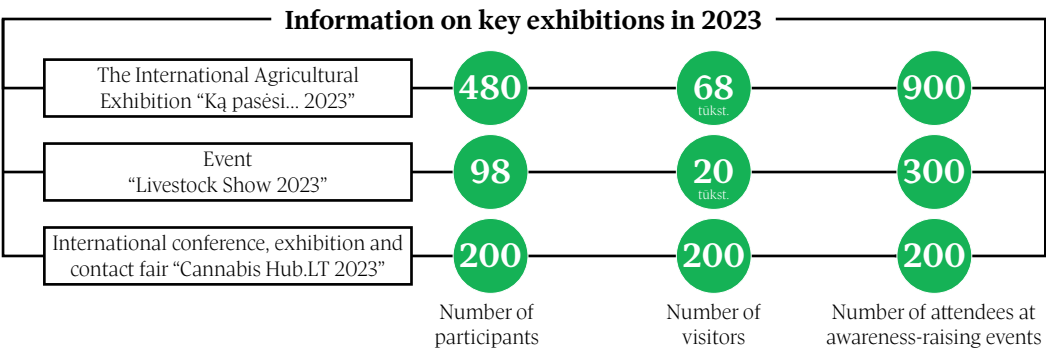 Information on key exhibitions in 2023
The International Agricultural
Exhibition “Ką pasėsi... 2023”
480
68
tūkst.
900
Event
“Livestock Show 2023”
98
20
tūkst.
300
International conference, exhibition and
contact fair “Cannabis Hub.LT 2023”
200
200
200
Number of
participants
Number of
visitors
Number of attendees at
awareness-raising events